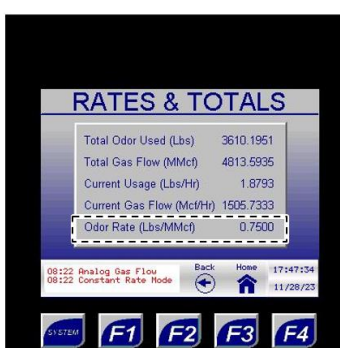 RATES & TOTALS
Total Odor Used (Lbs) 3610.1951
Total Gas Flow (MMcf) 4813.5935
Current Usage (Lbs/Hr) 1.8793
Current Gas Flow (Mcf/Hr) 1505.7333
Odor Rate (Lbs/MMcf) 0.7500
08:22 Analog Gas Flow
08:22 Constant Rate Mode
Back
Home
17:47:34
11/28/23
SYSTEM F1 F2 F3 F4